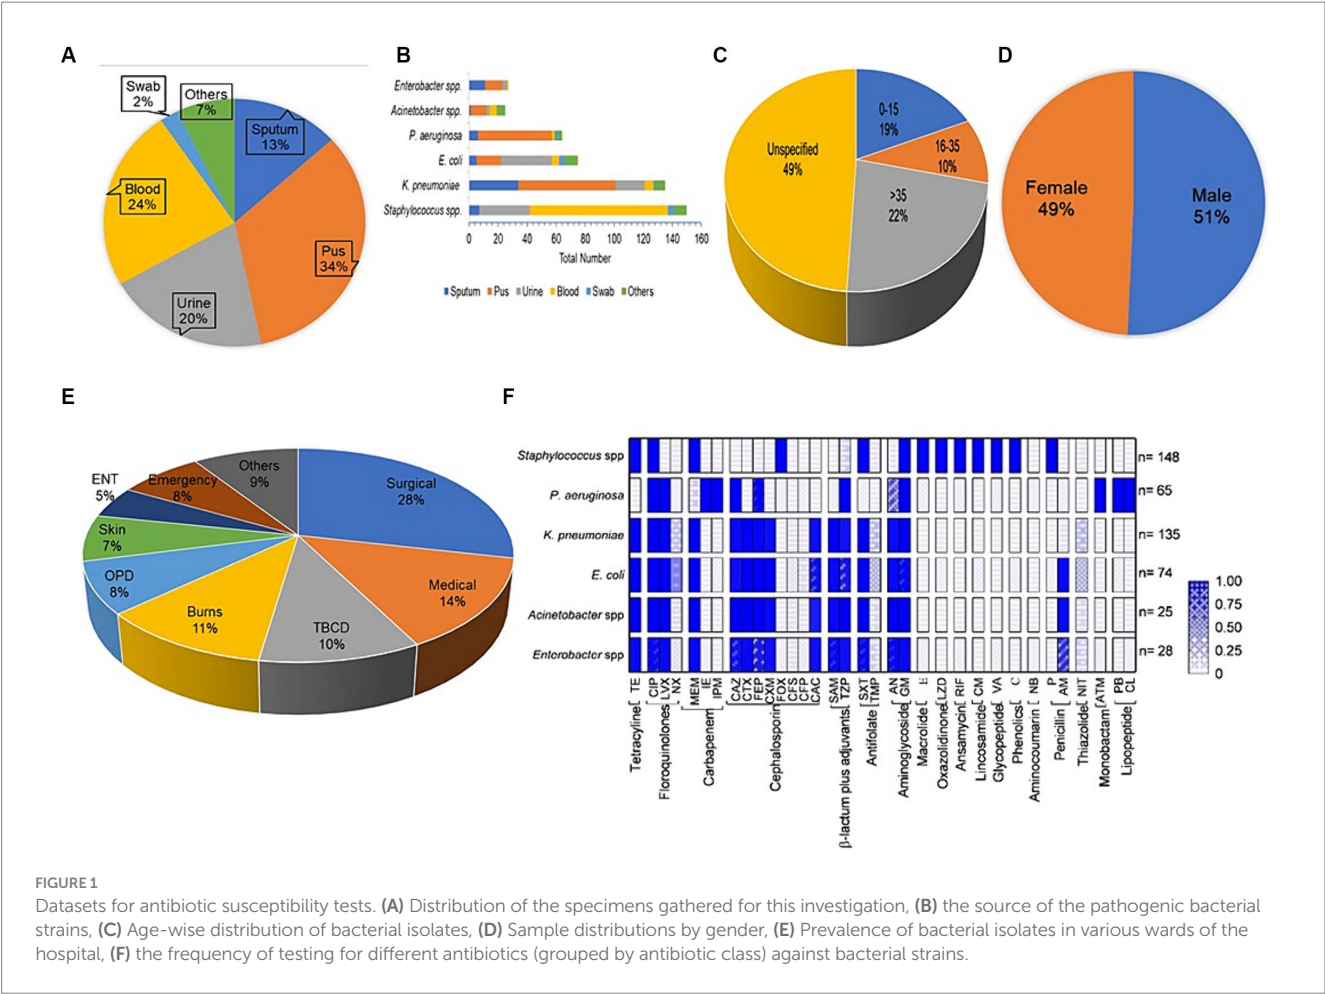 A
Swab
2%
Others
7%
Sputum
13%
Blood
24%
Pus
34%
Urine
20%
B
Enterobacter spp.
Acinetobacter spp.
P. aeruginosa
E. coli
K. pneumoniae
Staphylococcus spp.
0 20 40 60 80 100 120 140 160
Total Number
Sputum Pus Urine Blood Swab Others
C
0-15
19%
16-35
10%
Unspecified
49%
>35
22%
D
Female
49%
Male
51%
E
Others
9%
Surgical
28%
Emergency
8%
ENT
5%
Skin
7%
OPD
8%
Burns
11%
TBCD
10%
Medical
14%
F
Staphylococcus spp n= 148
P. aeruginosa n= 65
K. pneumoniae n= 135
E. coli n= 74
Acinetobacter spp n= 25
Enterobacter spp n= 28
1.00
0.75
0.50
0.25
0
TE CIP LVX NX MEM IE IPM CAZ CTX FEP CXM FOX CFS CFP CAC SAM TZP SXT TMP AN GM E LZD RIF CM VA C NB P AM NIT ATM PB CL
Tetracyline
Floroquinolones
Carbapenem
Cephalosporin
β-lactum plus adjuvants
Antifolate
Aminoglycoside
Macrolide
Oxazolidinone
Ansamycin
Lincosamide
Glycopeptide
Phenolics
Aminocoumarin
Penicillin
Thiazolide
Monobactam
Lipopeptide
FIGURE 1
Datasets for antibiotic susceptibility tests. (A) Distribution of the specimens gathered for this investigation, (B) the source of the pathogenic bacterial
strains, (C) Age-wise distribution of bacterial isolates, (D) Sample distributions by gender, (E) Prevalence of bacterial isolates in various wards of the
hospital, (F) the frequency of testing for different antibiotics (grouped by antibiotic class) against bacterial strains.